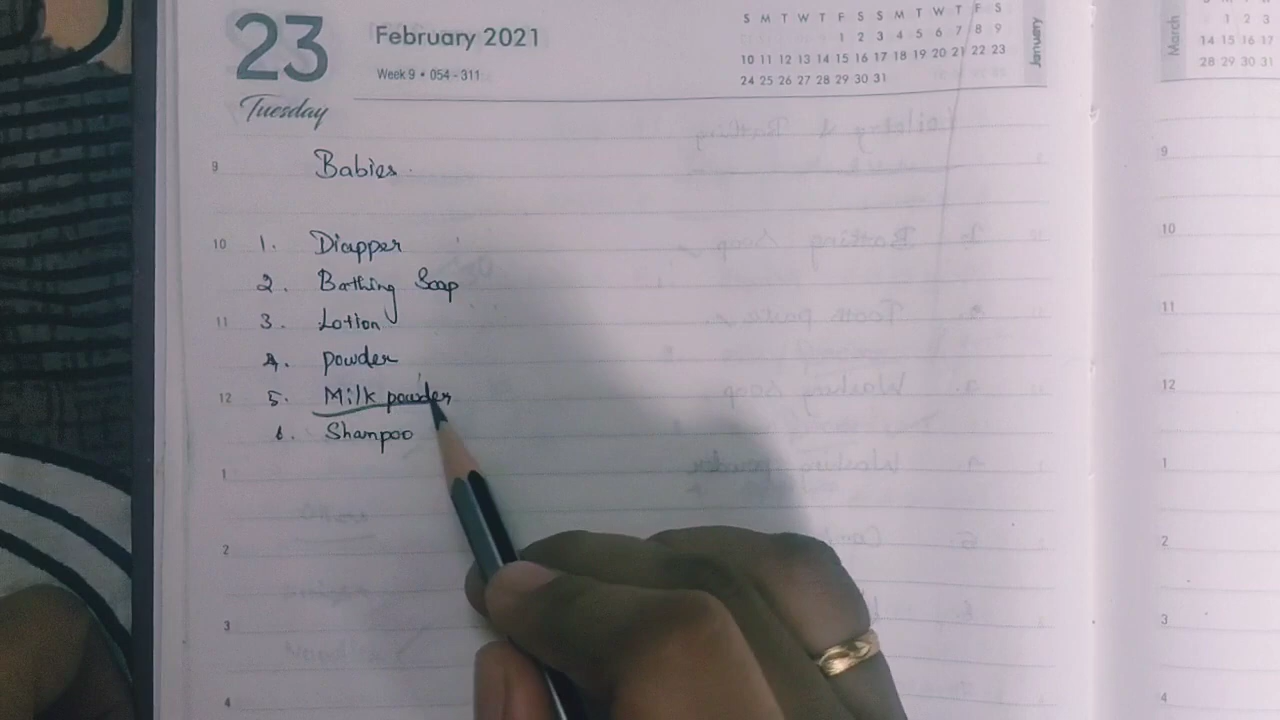 23
February 2021
Week 9 • 054 - 311
Tuesday
S M T W T F S S M T W T F S
1 2 3 4 5 6 7 8 9
10 11 12 13 14 15 16 17 18 19 20 21 22 23
24 25 26 27 28 29 30 31
January
9 Babies
10 1. Diapper
2. Bathing Soap
11 3. Lotion
4. powder
12 5. Milk powder
6. Shampoo
1
2
3
4
March
1 2 3
14 15 16 17
28 29 30 31
9
10
11
12
1
2
3
4